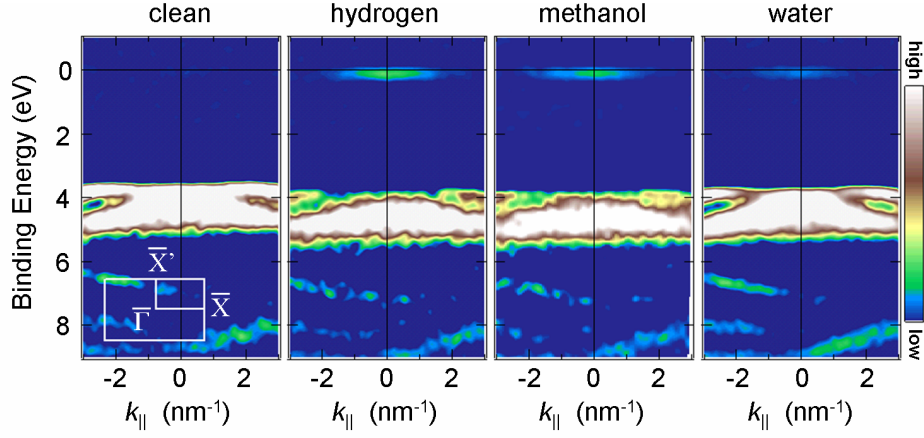 clean
hydrogen
methanol
water
Binding Energy (eV)
0
2
4
6
8
X̅'
Γ̅
X̅
-2 0 2
-2 0 2
-2 0 2
-2 0 2
k|| (nm-1)
k|| (nm-1)
k|| (nm-1)
k|| (nm-1)
high
low